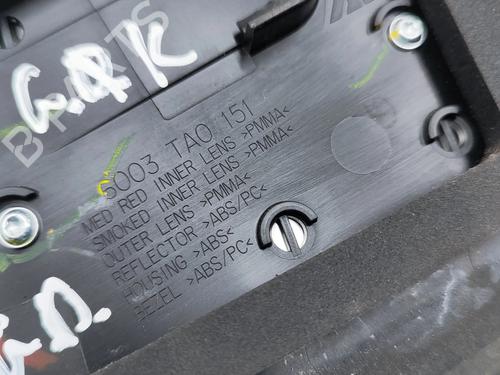 G.Q.K
B PARTS
6003 TA0 151
MED RED INNER LENS >PMMA<
SMOKED INNER LENS >PMMA<
OUTER LENS >PMMA<
REFLECTOR >ABS/PC<
HOUSING >ABS<
BEZEL >ABS/PC<